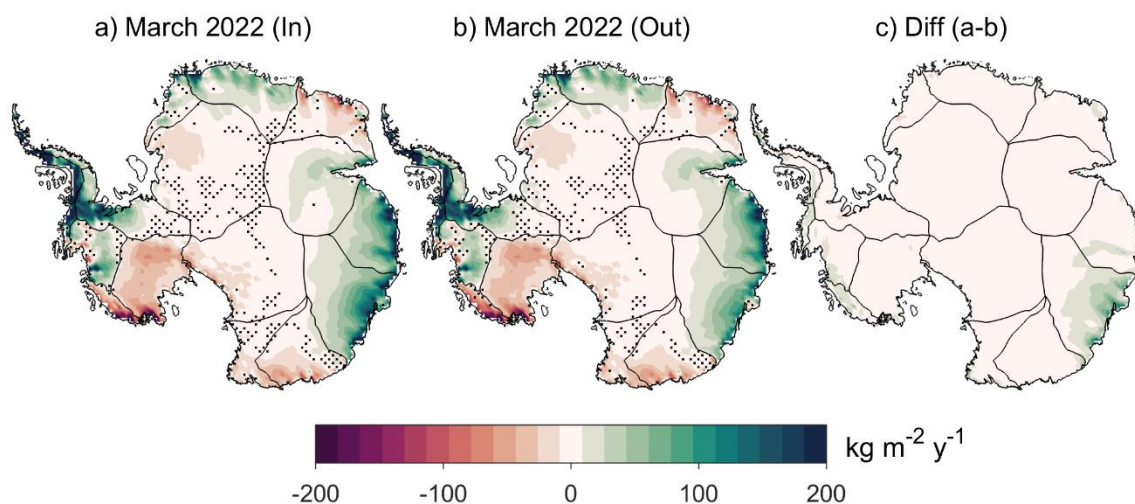 a) March 2022 (In) b) March 2022 (Out) c) Diff (a-b)
kg m⁻² y⁻¹
-200 -100 0 100 200